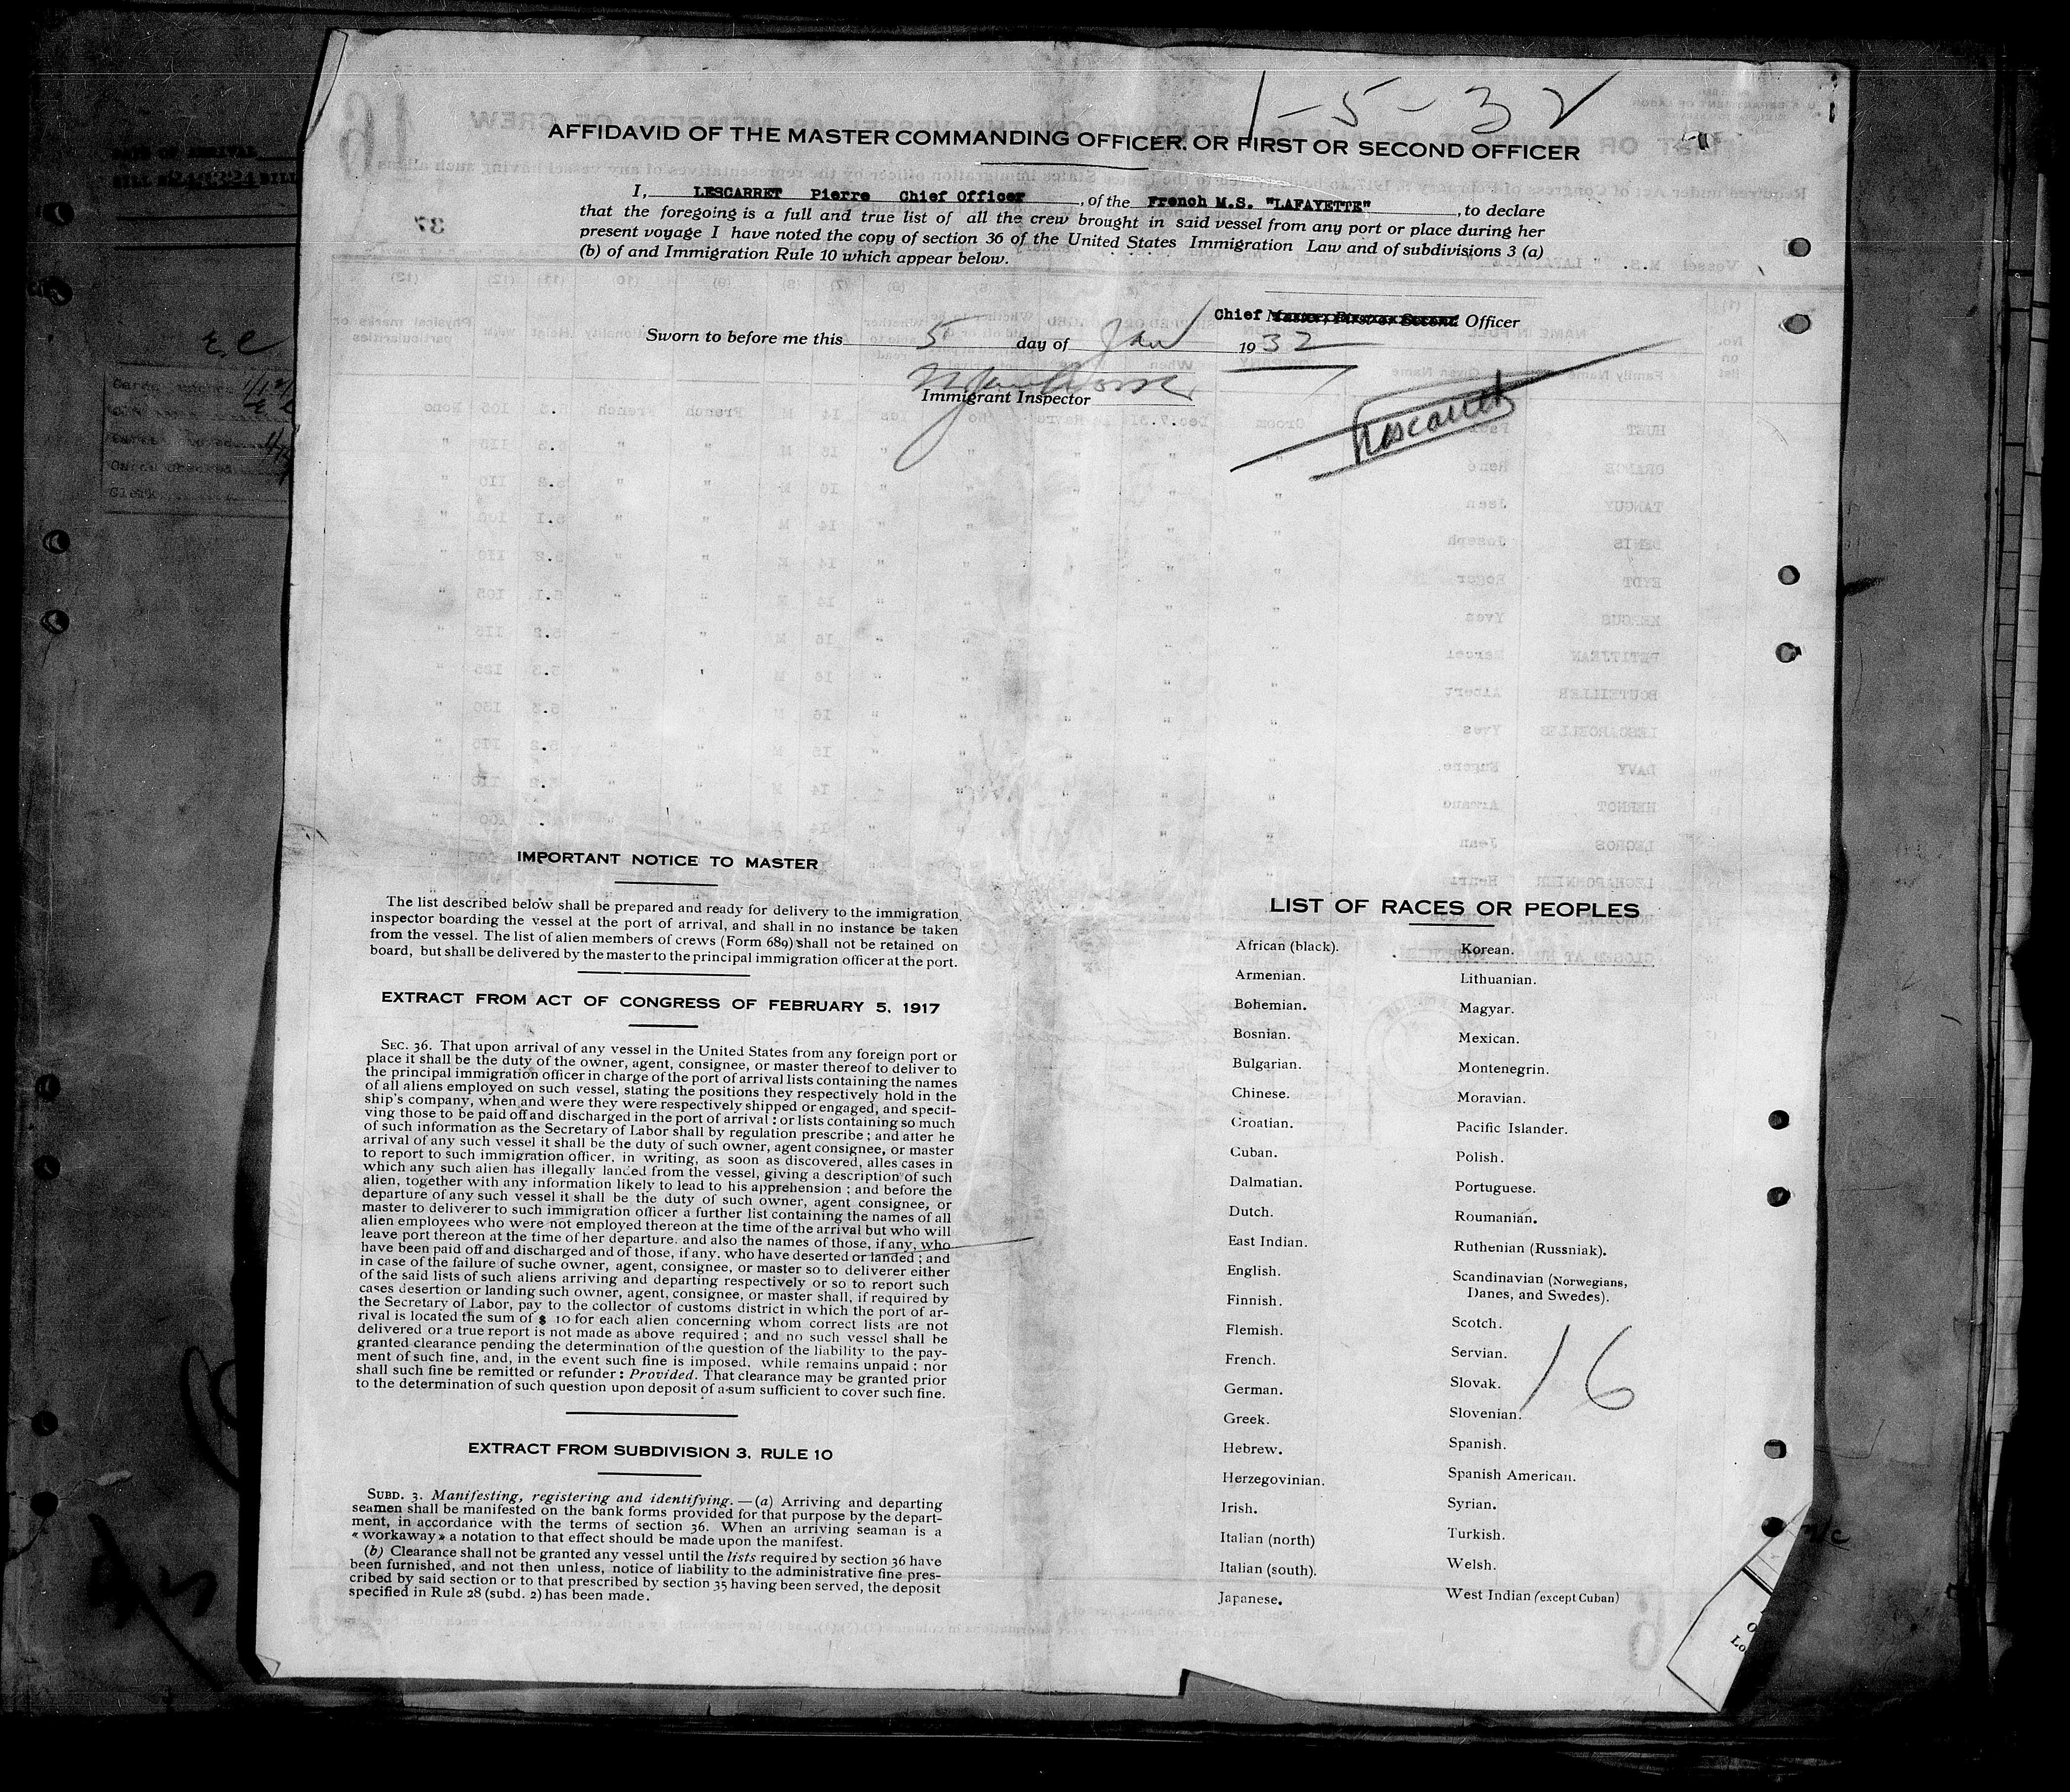 1-5-32
AFFIDAVID OF THE MASTER COMMANDING OFFICER. OR FIRST OR SECOND OFFICER
I, LESCARRET Pierre Chief Officer, of the French M.S. "LAFAYETTE", to declare
that the foregoing is a full and true list of all the crew brought in said vessel from any port or place during her
present voyage I have noted the copy of section 36 of the United States Immigration Law and of subdivisions 3 (a)
(b) of and Immigration Rule 10 which appear below.
Chief Master, First or Second Officer
Sworn to before me this 5 day of Jan 1932
Immigrant Inspector
Lescarret
IMPORTANT NOTICE TO MASTER
The list described below shall be prepared and ready for delivery to the immigration
inspector boarding the vessel at the port of arrival, and shall in no instance be taken
from the vessel. The list of alien members of crews (Form 689) shall not be retained on
board, but shall be delivered by the master to the principal immigration officer at the port.
EXTRACT FROM ACT OF CONGRESS OF FEBRUARY 5, 1917
SEC. 36. That upon arrival of any vessel in the United States from any foreign port or
place it shall be the duty of the owner, agent, consignee, or master thereof to deliver to
the principal immigration officer in charge of the port of arrival lists containing the names
of all aliens employed on such vessel, stating the positions they respectively hold in the
ship's company, when and were they were respectively shipped or engaged, and specif-
ving those to be paid off and discharged in the port of arrival : or lists containing so much
of such information as the Secretary of Labor shall by regulation prescribe ; and atter he
arrival of any such vessel it shall be the duty of such owner, agent consignee, or master
to report to such immigration officer, in writing, as soon as discovered, alles cases in
which any such alien has illegally landed from the vessel, giving a description of such
alien, together with any information likely to lead to his apprehension ; and before the
departure of any such vessel it shall be the duty of such owner, agent consignee, or
master to deliverer to such immigration officer a further list containing the names of all
alien employees who were not employed thereon at the time of the arrival but who will
leave port thereon at the time of her departure. and also the names of those, if any, who
have been paid off and discharged and of those, if any. who have deserted or landed ; and
in case of the failure of suche owner, agent, consignee, or master so to deliverer either
of the said lists of such aliens arriving and departing respectively or so to report such
cases desertion or landing such owner, agent, consignee, or master shall, if required by
the Secretary of Labor, pay to the collector of customs district in which the port of ar-
rival is located the sum of $ 10 for each alien concerning whom correct lists are not
delivered or a true report is not made as above required ; and no such vessel shall be
granted clearance pending the determination of the question of the liability to the pay-
ment of such fine, and, in the event such fine is imposed, while remains unpaid ; nor
shall such fine be remitted or refunder : Provided. That clearance may be granted prior
to the determination of such question upon deposit of a sum sufficient to cover such fine.
EXTRACT FROM SUBDIVISION 3. RULE 10
SUBD. 3. Manifesting, registering and identifying. — (a) Arriving and departing
seamen shall be manifested on the bank forms provided for that purpose by the depart-
ment, in accordance with the terms of section 36. When an arriving seaman is a
« workaway » a notation to that effect should be made upon the manifest.
(b) Clearance shall not be granted any vessel until the lists required by section 36 have
been furnished, and not then unless, notice of liability to the administrative fine pres-
cribed by said section or to that prescribed by section 35 having been served, the deposit
specified in Rule 28 (subd. 2) has been made.
LIST OF RACES OR PEOPLES
African (black).
Armenian.
Bohemian.
Bosnian.
Bulgarian.
Chinese.
Croatian.
Cuban.
Dalmatian.
Dutch.
East Indian.
English.
Finnish.
Flemish.
French.
German.
Greek.
Hebrew.
Herzegovinian.
Irish.
Italian (north)
Italian (south).
Japanese.
Korean.
Lithuanian.
Magyar.
Mexican.
Montenegrin.
Moravian.
Pacific Islander.
Polish.
Portuguese.
Roumanian.
Ruthenian (Russniak).
Scandinavian (Norwegians,
Danes, and Swedes).
Scotch.
Servian.
Slovak.
Slovenian.
Spanish.
Spanish American.
Syrian.
Turkish.
Welsh.
West Indian (except Cuban)
16